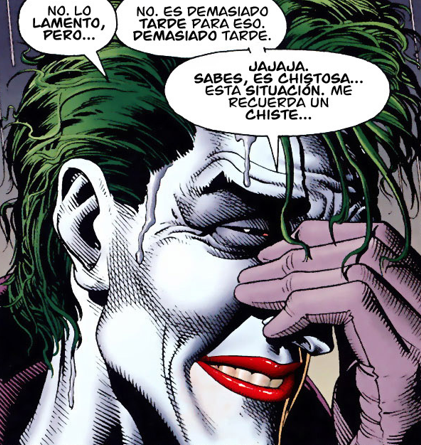 NO. LO
LAMENTO,
PERO...
NO. ES DEMASIADO
TARDE PARA ESO.
DEMASIADO TARDE.
JAJAJA.
SABES, ES CHISTOSA...
ESTA SITUACIÓN. ME
RECUERDA UN
CHISTE...